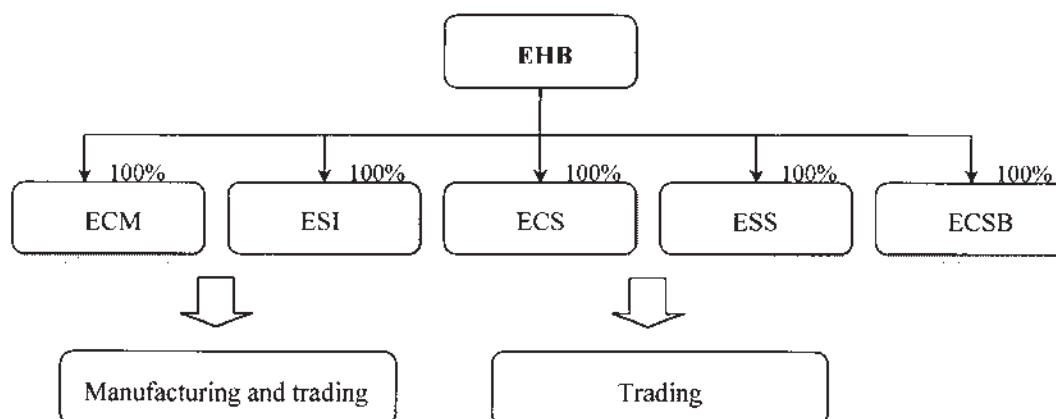 EHB
100% 100% 100% 100% 100%
ECM ESI ECS ESS ECSB
Manufacturing and trading Trading